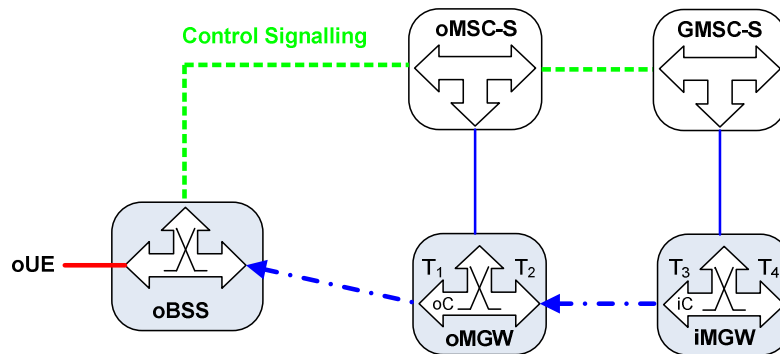 Control Signalling
oMSC-S
GMSC-S
oUE
oBSS
T1
T2
oC
oMGW
T3
T4
iC
iMGW